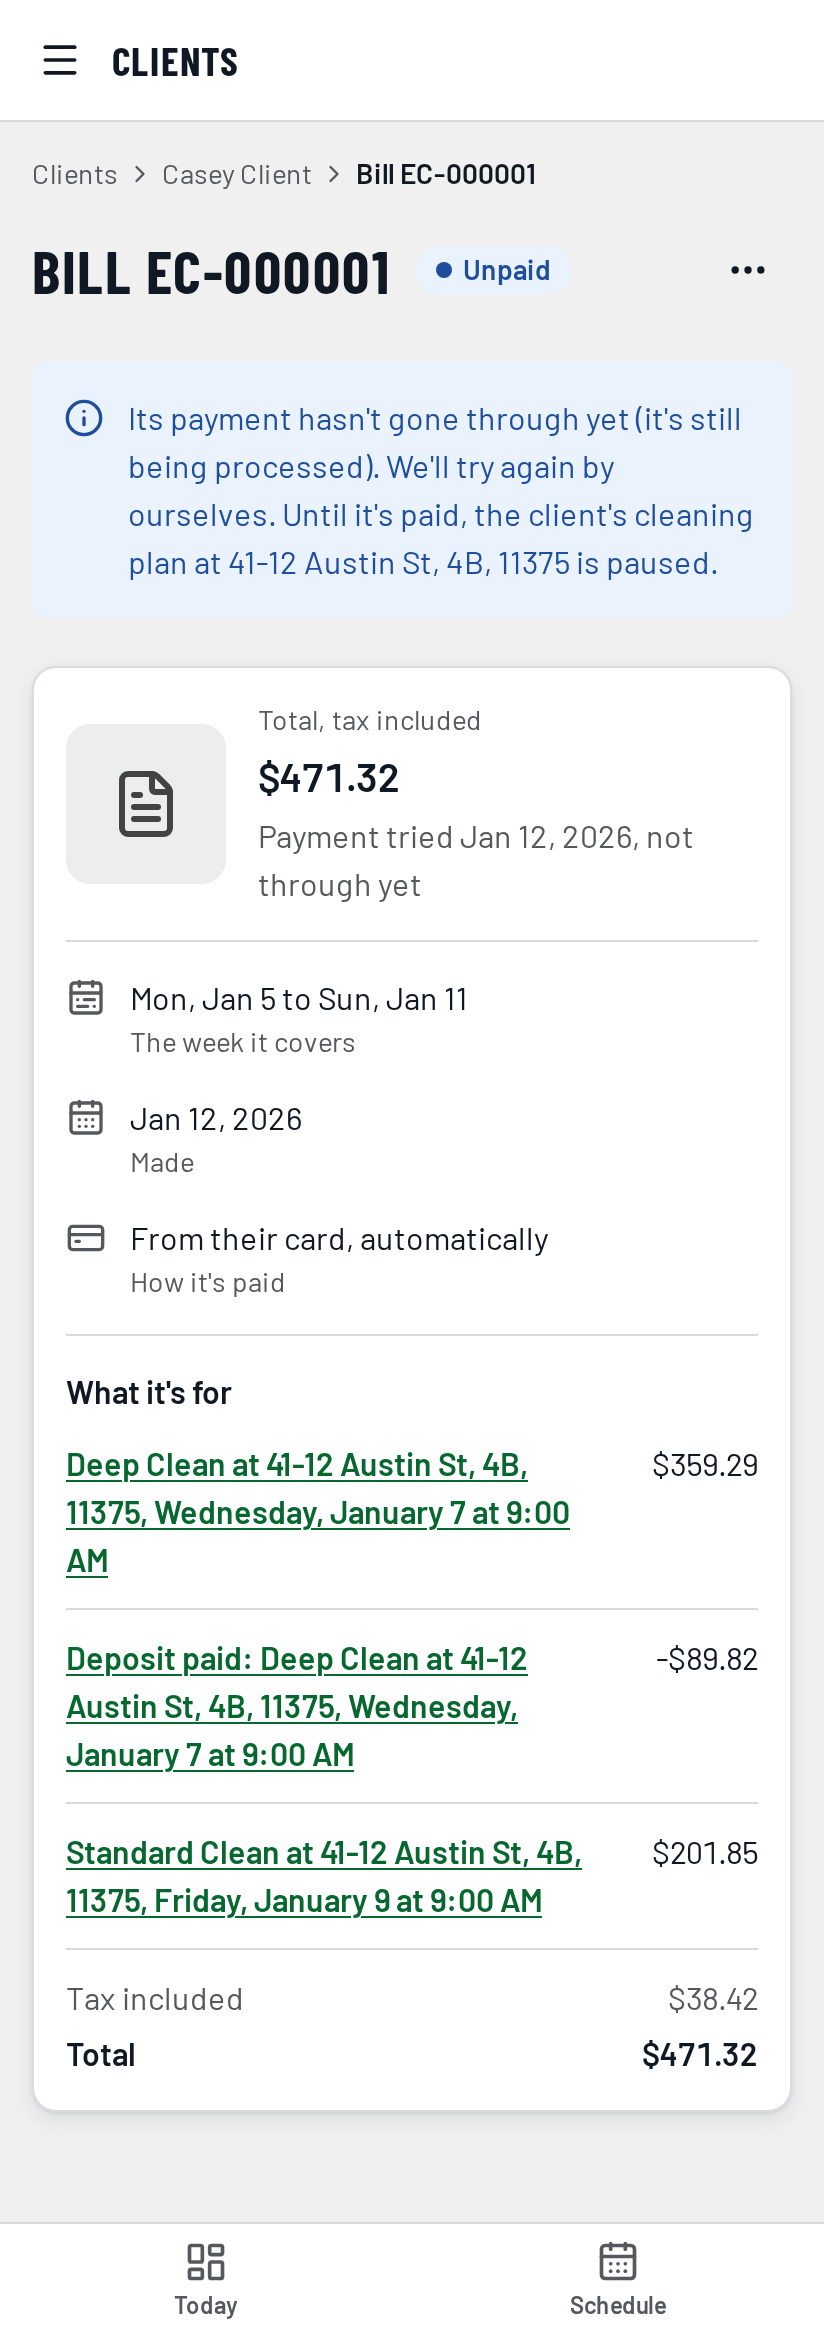 CLIENTS
Clients > Casey Client > Bill EC-000001
BILL EC-000001
Unpaid
Its payment hasn't gone through yet (it's still
being processed). We'll try again by
ourselves. Until it's paid, the client's cleaning
plan at 41-12 Austin St, 4B, 11375 is paused.
Total, tax included
$471.32
Payment tried Jan 12, 2026, not
through yet
Mon, Jan 5 to Sun, Jan 11
The week it covers
Jan 12, 2026
Made
From their card, automatically
How it's paid
What it's for
Deep Clean at 41-12 Austin St, 4B, $359.29
11375, Wednesday, January 7 at 9:00
AM
Deposit paid: Deep Clean at 41-12 -$89.82
Austin St, 4B, 11375, Wednesday,
January 7 at 9:00 AM
Standard Clean at 41-12 Austin St, 4B, $201.85
11375, Friday, January 9 at 9:00 AM
Tax included $38.42
Total $471.32
Today Schedule